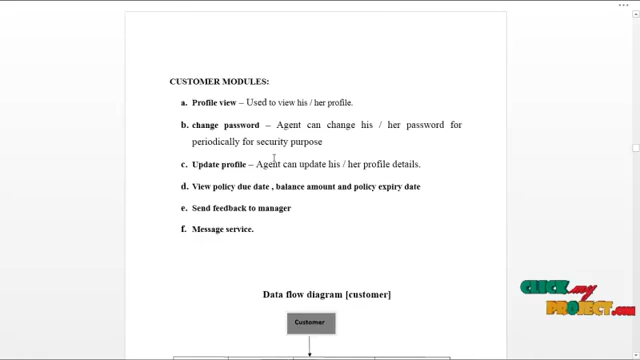 CUSTOMER MODULES:
a. Profile view – Used to view his / her profile.
b. change password – Agent can change his / her password for
periodically for security purpose
c. Update profile – Agent can update his / her profile details.
d. View policy due date , balance amount and policy expiry date
e. Send feedback to manager
f. Message service.
Data flow diagram [customer]
Customer
CLICK my
PROJECT.com